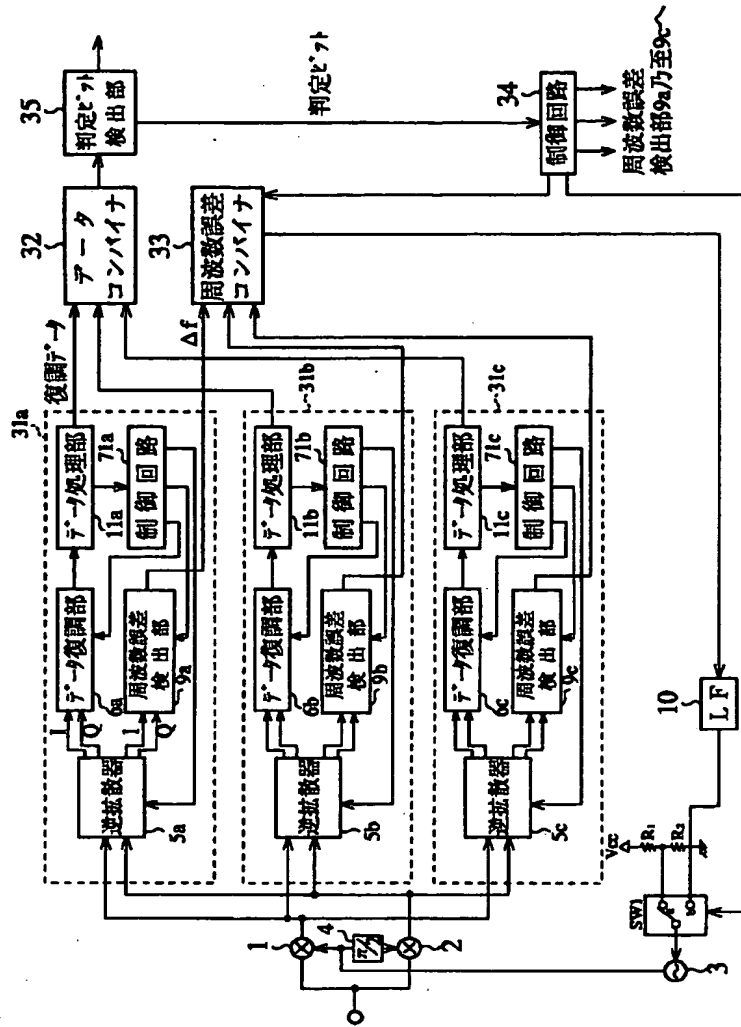 35
判定ビット
検出部
判定ビット
34
制御回路
周波数誤差
検出部9a乃至9c
32
データ
コンバイナ
33
周波数誤差
コンバイナ
復調データ
Δf
31a
データ処理部
11a
71a
制御回路
データ復調部
6a
周波数誤差
検出部
9a
I
Q
I
Q
逆拡散器
5a
31b
データ処理部
11b
71b
制御回路
データ復調部
6b
周波数誤差
検出部
9b
逆拡散器
5b
31c
データ処理部
11c
71c
制御回路
データ復調部
6c
周波数誤差
検出部
9c
逆拡散器
5c
1
4
π/2
2
3
SW1
Vcc
R1
R2
10
LF